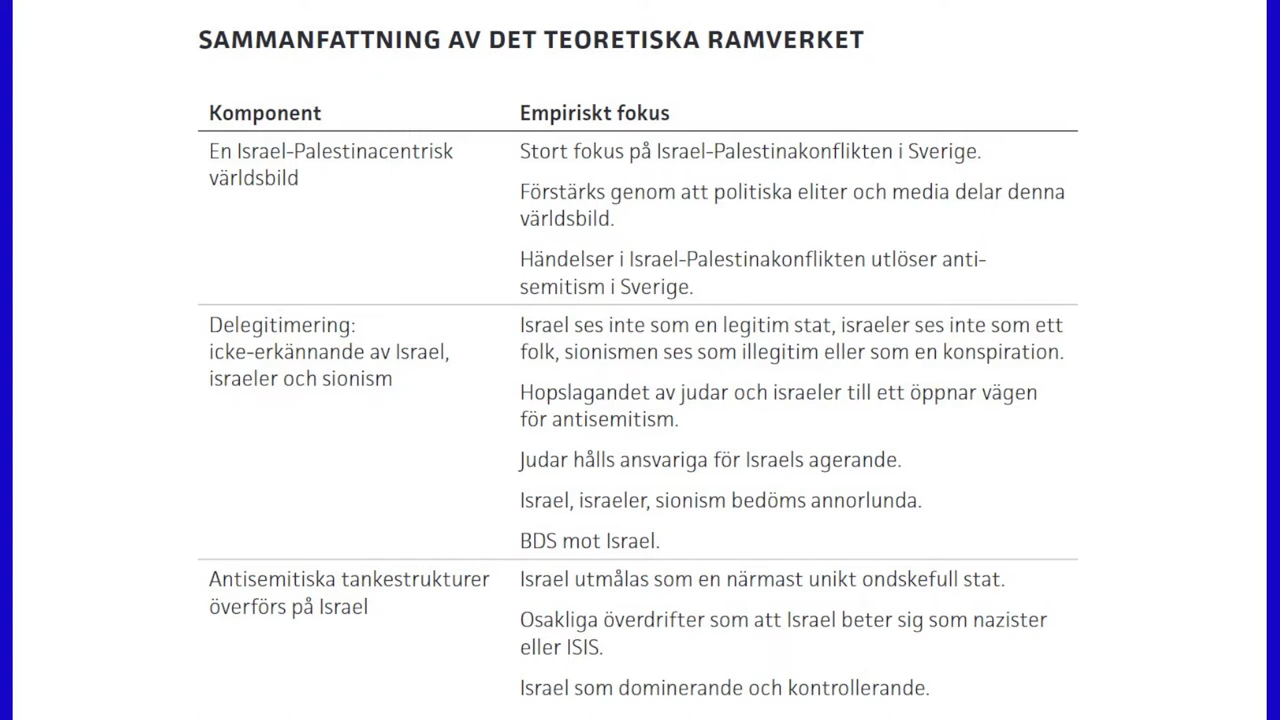 SAMMANFATTNING AV DET TEORETISKA RAMVERKET
Komponent
Empiriskt fokus
En Israel-Palestinacentrisk
världsbild
Stort fokus på Israel-Palestinakonflikten i Sverige.
Förstärks genom att politiska eliter och media delar denna
världsbild.
Händelser i Israel-Palestinakonflikten utlöser anti-
semitism i Sverige.
Delegitimering:
icke-erkännande av Israel,
israeler och sionism
Israel ses inte som en legitim stat, israeler ses inte som ett
folk, sionismen ses som illegitim eller som en konspiration.
Hopslagandet av judar och israeler till ett öppnar vägen
för antisemitism.
Judar hålls ansvariga för Israels agerande.
Israel, israeler, sionism bedöms annorlunda.
BDS mot Israel.
Antisemitiska tankestrukturer
överförs på Israel
Israel utmålas som en närmast unikt ondskefull stat.
Osakliga överdrifter som att Israel beter sig som nazister
eller ISIS.
Israel som dominerande och kontrollerande.